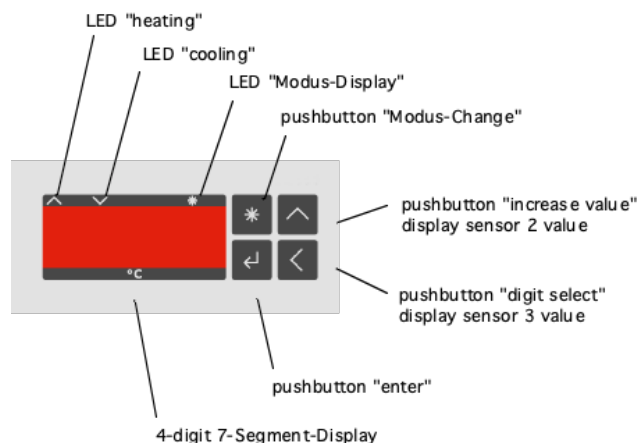 LED "heating"
LED "cooling"
LED "Modus-Display"
pushbutton "Modus-Change"
pushbutton "increase value"
display sensor 2 value
°C
pushbutton "digit select"
display sensor 3 value
pushbutton "enter"
4-digit 7-Segment-Display